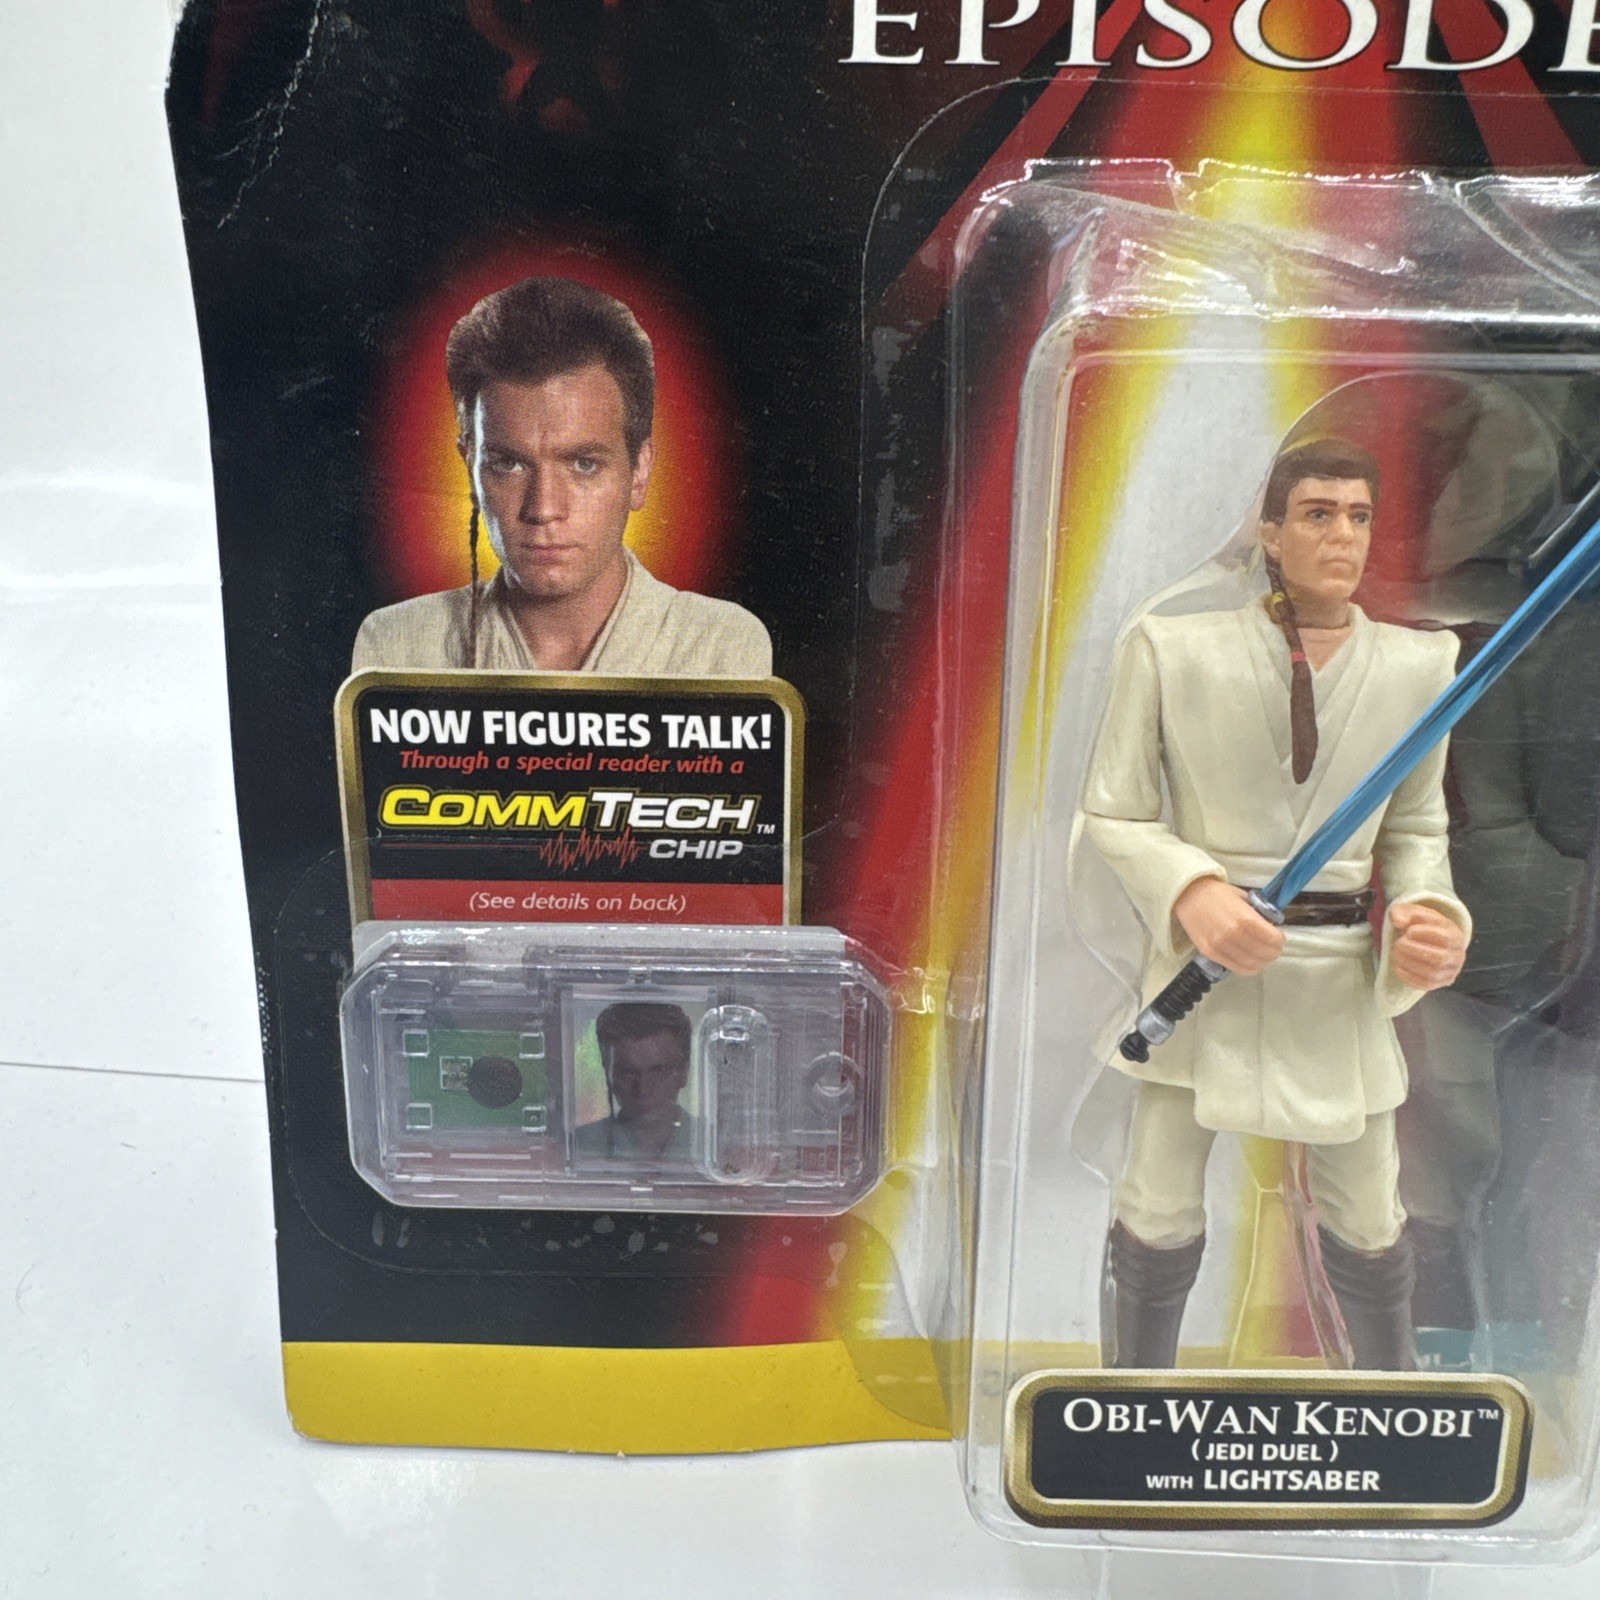 EPISODE
NOW FIGURES TALK!
Through a special reader with a
COMMTECH™
CHIP
(See details on back)
OBI-WAN KENOBI™
(JEDI DUEL)
WITH LIGHTSABER